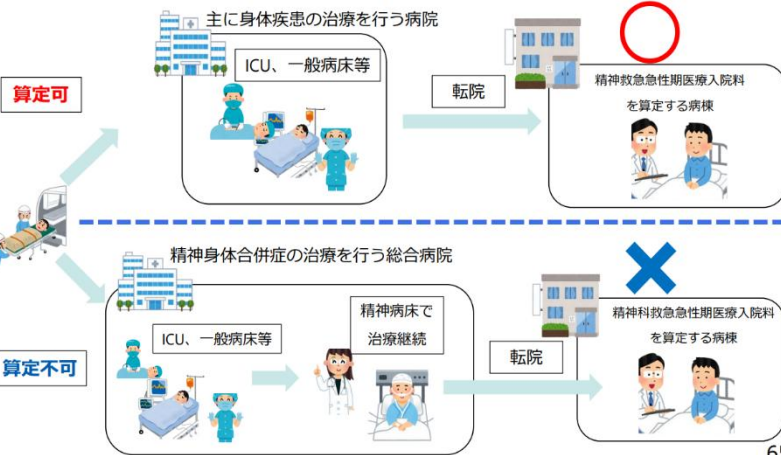 主に身体疾患の治療を行う病院
ICU、一般病床等
算定可
転院
精神救急急性期医療入院料
を算定する病棟
精神身体合併症の治療を行う総合病院
精神病床で
治療継続
ICU、一般病床等
算定不可
転院
精神科救急急性期医療入院料
を算定する病棟